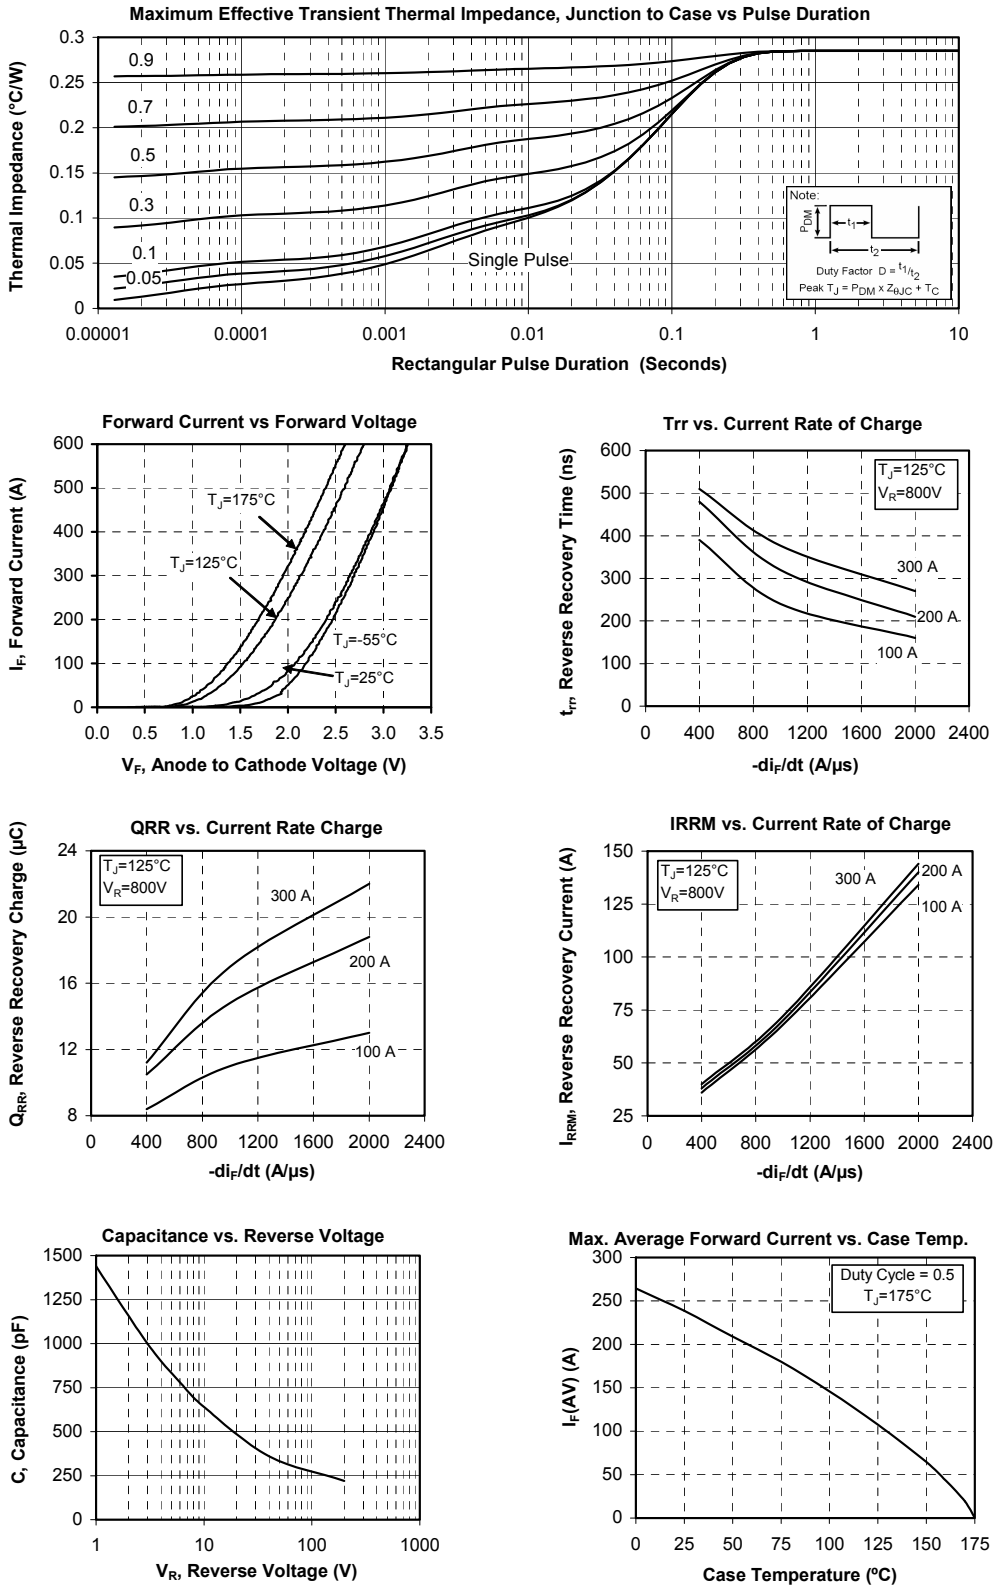 Maximum Effective Transient Thermal Impedance, Junction to Case vs Pulse Duration
Thermal Impedance (°C/W)
0.3
0.25
0.2
0.15
0.1
0.05
0
0.9
0.7
0.5
0.3
0.1
0.05
Single Pulse
Note:
PDM
t1
t2
Duty Factor D = t1/t2
Peak TJ = PDM x ZθJC + TC
0.00001 0.0001 0.001 0.01 0.1 1 10
Rectangular Pulse Duration (Seconds)
Forward Current vs Forward Voltage
IF, Forward Current (A)
600
500
400
300
200
100
0
TJ=175°C
TJ=125°C
TJ=-55°C
TJ=25°C
0.0 0.5 1.0 1.5 2.0 2.5 3.0 3.5
VF, Anode to Cathode Voltage (V)
Trr vs. Current Rate of Charge
trr, Reverse Recovery Time (ns)
600
500
400
300
200
100
0
TJ=125°C
VR=800V
300 A
200 A
100 A
0 400 800 1200 1600 2000 2400
-diF/dt (A/µs)
QRR vs. Current Rate Charge
QRR, Reverse Recovery Charge (µC)
24
20
16
12
8
TJ=125°C
VR=800V
300 A
200 A
100 A
0 400 800 1200 1600 2000 2400
-diF/dt (A/µs)
IRRM vs. Current Rate of Charge
IRRM, Reverse Recovery Current (A)
150
125
100
75
50
25
TJ=125°C
VR=800V
300 A
200 A
100 A
0 400 800 1200 1600 2000 2400
-diF/dt (A/µs)
Capacitance vs. Reverse Voltage
C, Capacitance (pF)
1500
1250
1000
750
500
250
0
1 10 100 1000
VR, Reverse Voltage (V)
Max. Average Forward Current vs. Case Temp.
IF(AV) (A)
300
250
200
150
100
50
0
Duty Cycle = 0.5
TJ=175°C
0 25 50 75 100 125 150 175
Case Temperature (ºC)